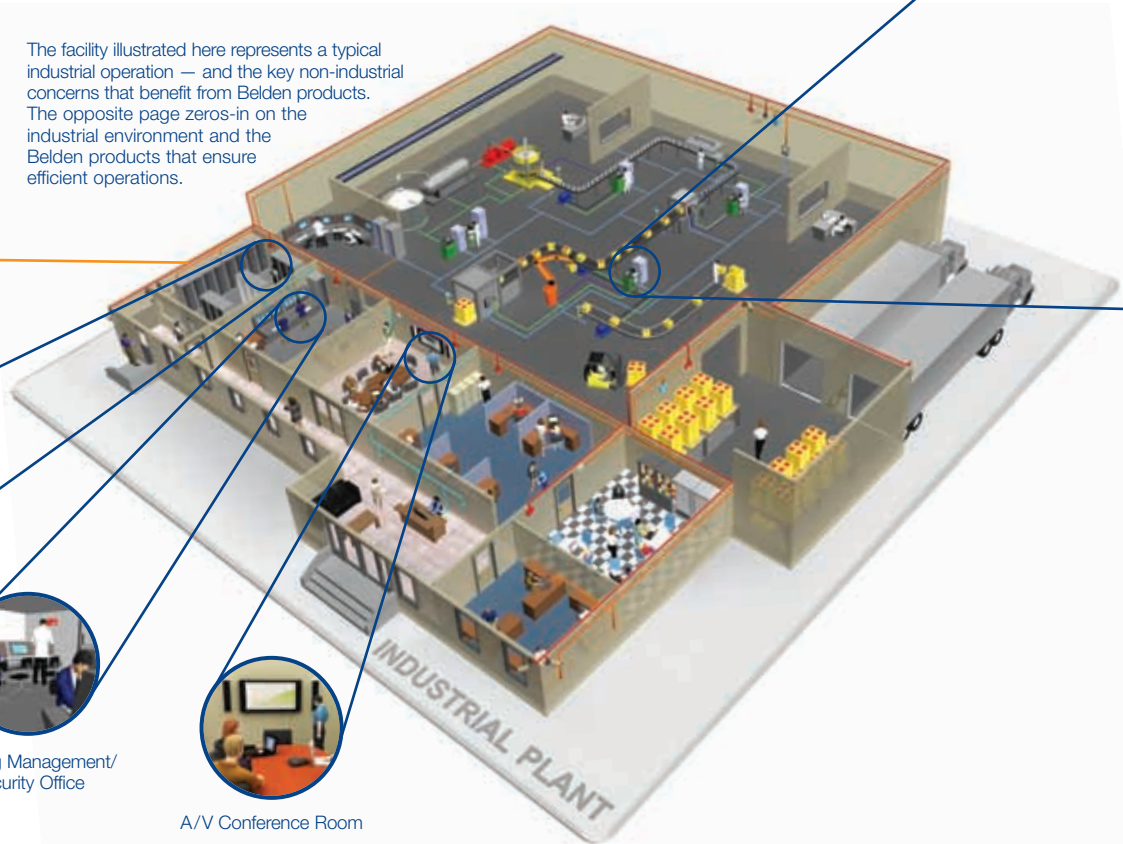 The facility illustrated here represents a typical
industrial operation — and the key non-industrial
concerns that benefit from Belden products.
The opposite page zeros-in on the
industrial environment and the
Belden products that ensure
efficient operations.
INDUSTRIAL PLANT
Management/
Office
A/V Conference Room